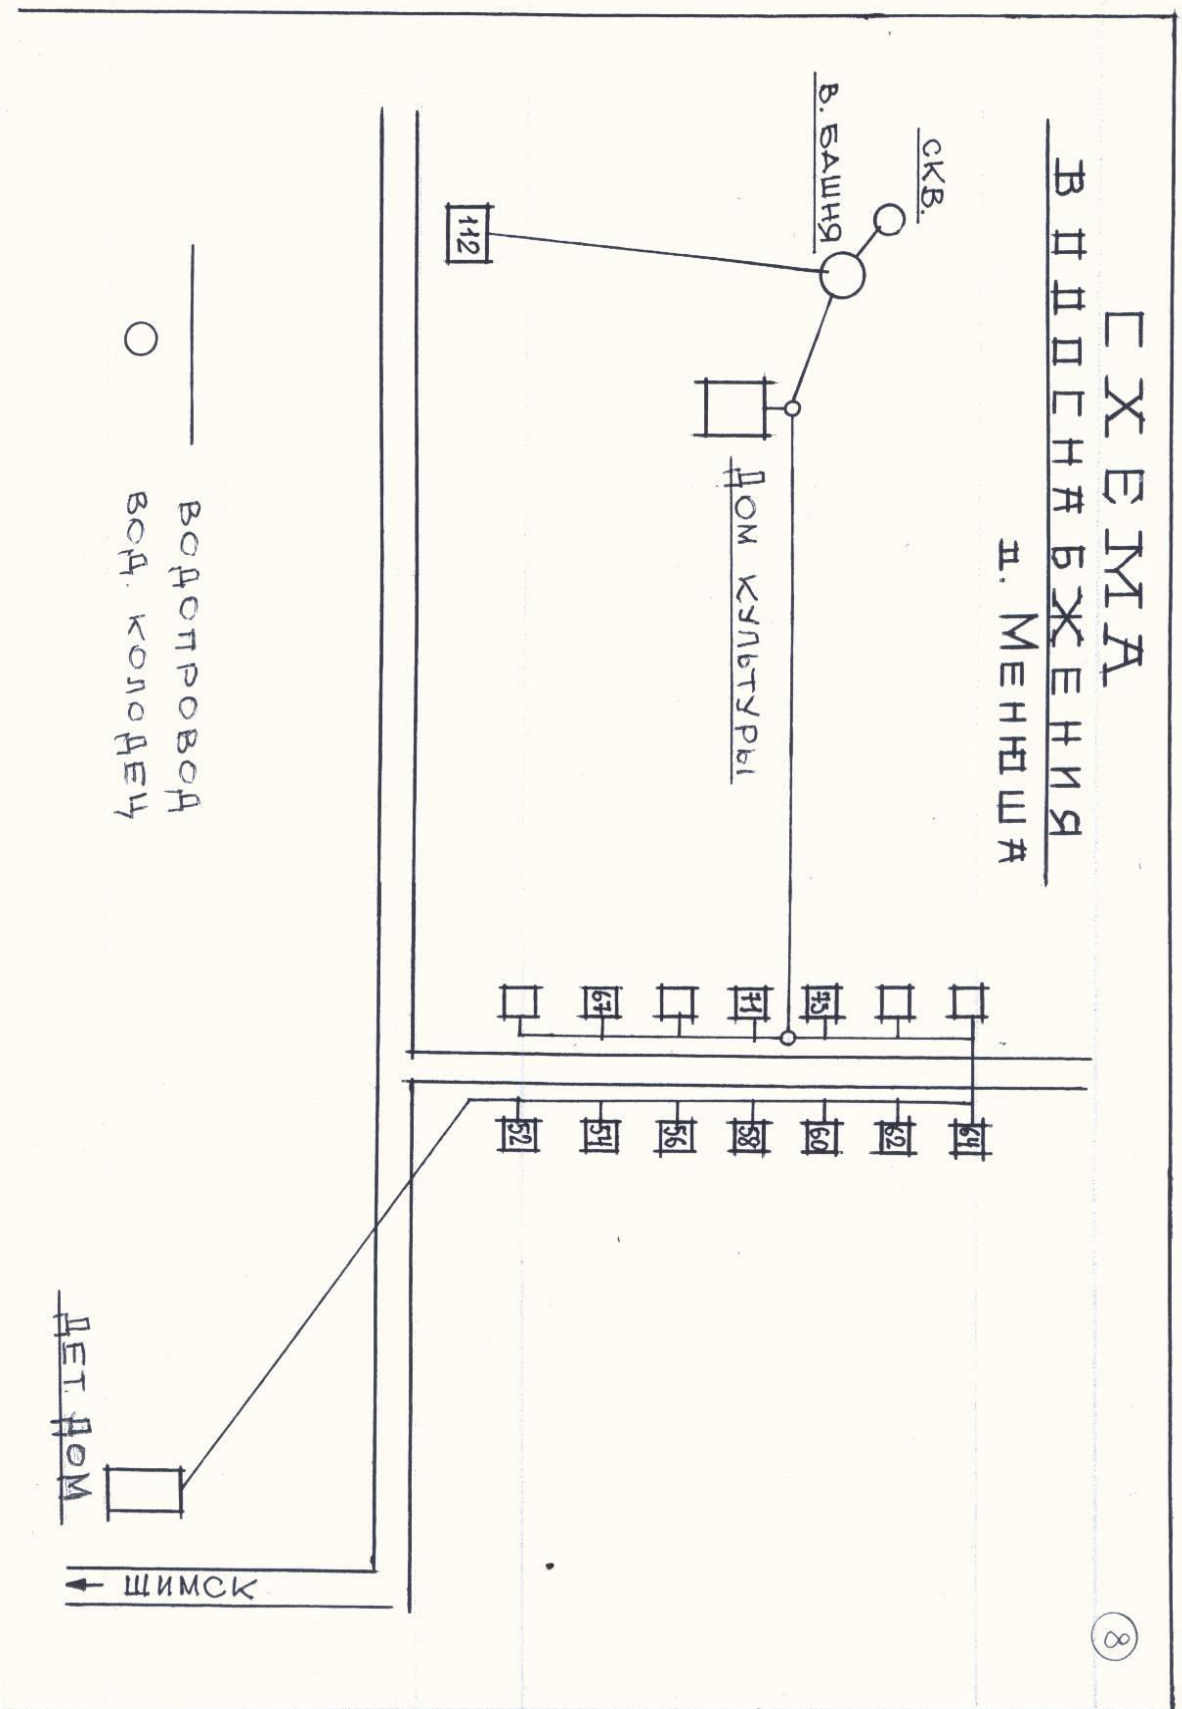 8
СХЕМА
ВОДОСНАБЖЕНИЯ
д. Менюша
СКВ.
В. БАШНЯ
ДОМ КУЛЬТУРЫ
112
67
71
73
52
54
56
58
60
62
64
ВОДОПРОВОД
ВОД. КОЛОДЕЦ
ДЕТ. ДОМ
← ШИМСК